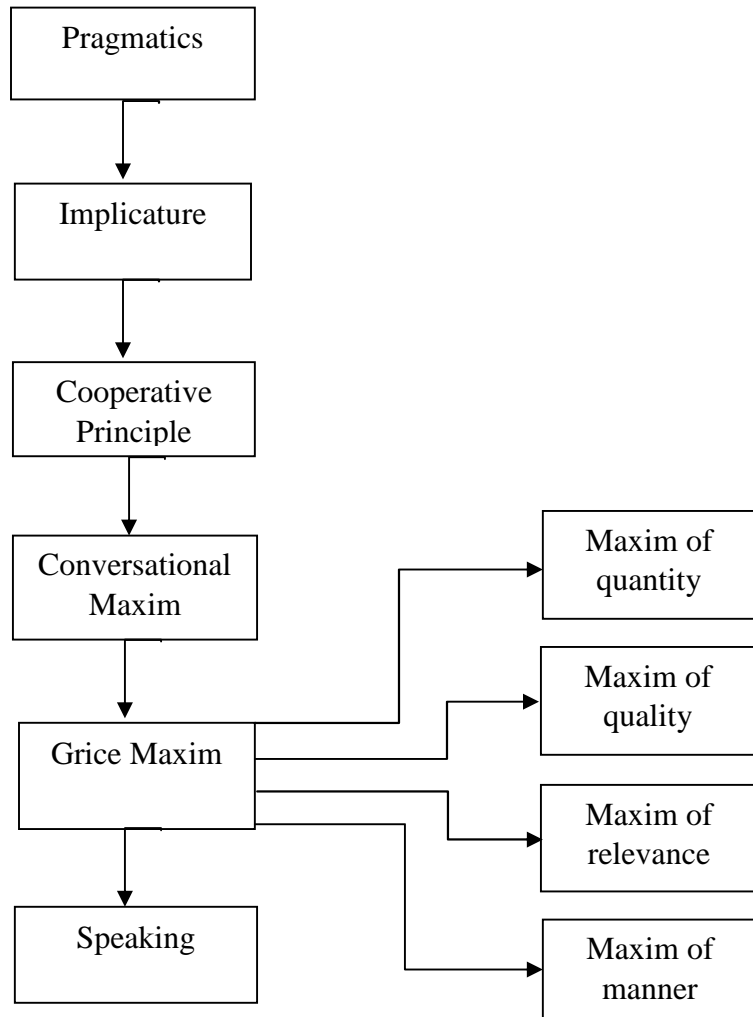 Pragmatics
Implicature
Cooperative
Principle
Conversational
Maxim
Grice Maxim
Speaking
Maxim of
quantity
Maxim of
quality
Maxim of
relevance
Maxim of
manner